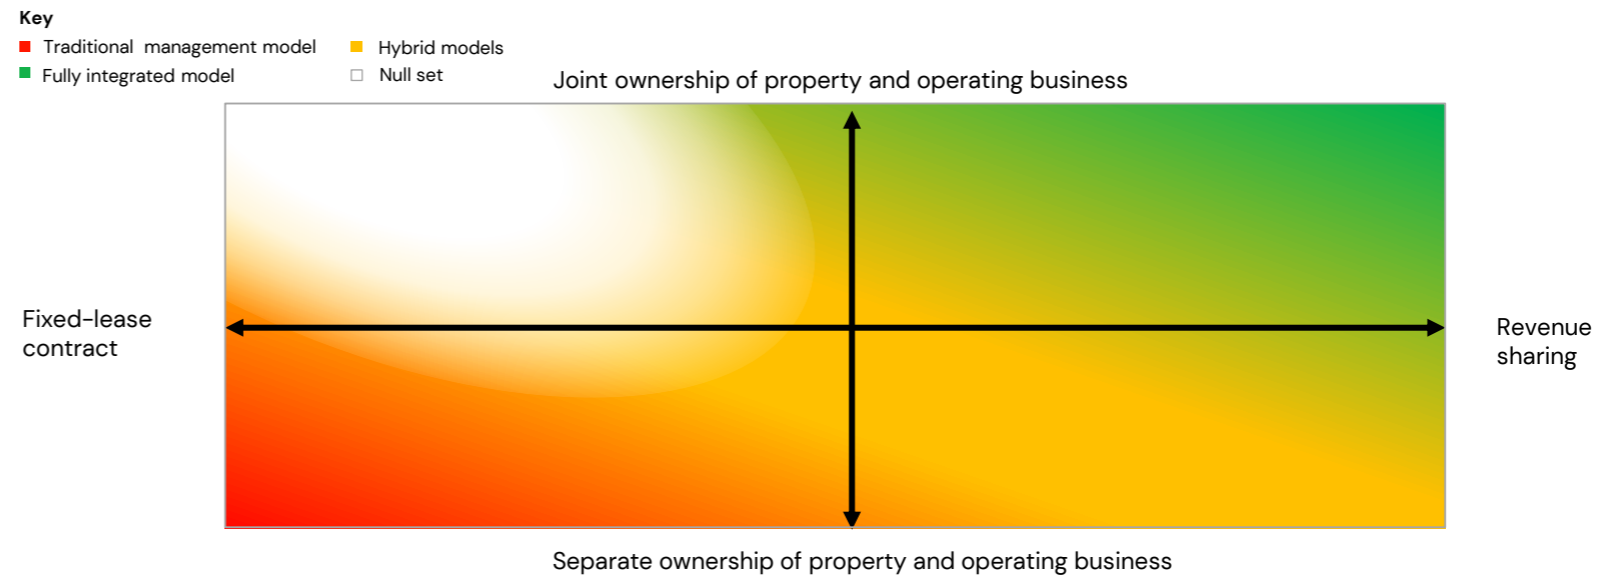 Key
Traditional management model
Hybrid models
Fully integrated model
Null set
Joint ownership of property and operating business
Fixed-lease
contract
Revenue
sharing
Separate ownership of property and operating business